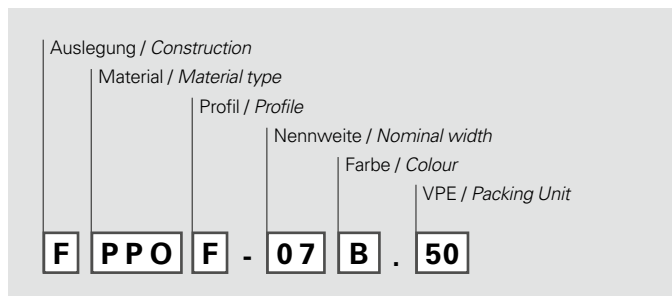 Auslegung / Construction
Material / Material type
Profil / Profile
Nennweite / Nominal width
Farbe / Colour
VPE / Packing Unit
F PPO F - 07 B . 50